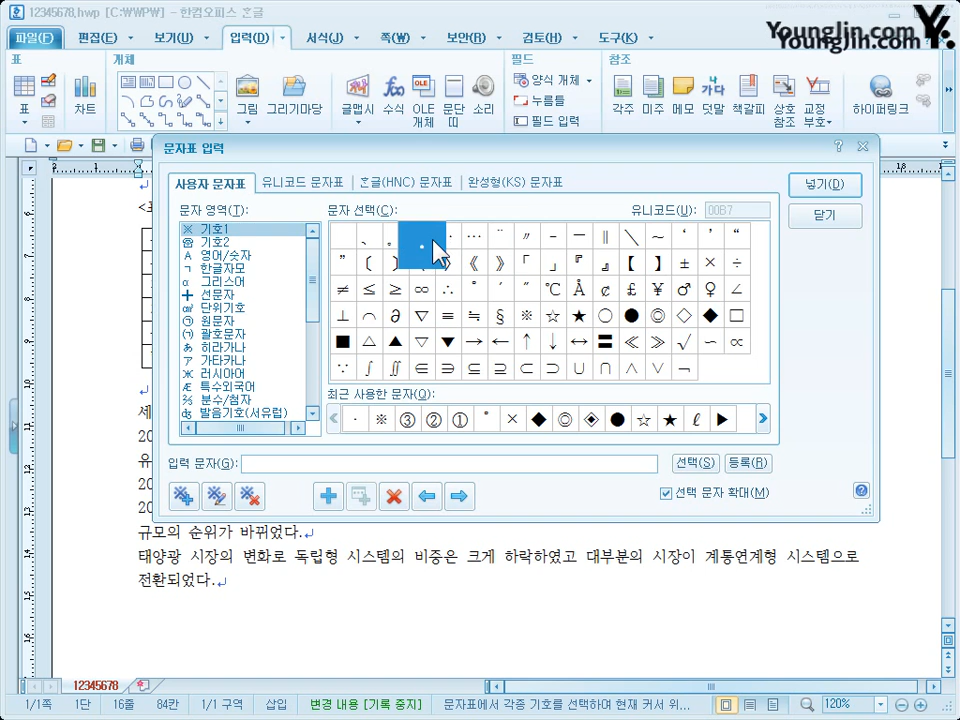 12345678.hwp [C:\WWPW] - 한컴오피스 한글
YoungJin.com Y.
YoungJin.com
파일(F) 편집(E) 보기(U) 입력(D) 서식(J) 쪽(W) 보안(R) 검토(H) 도구(K)
표 개체 필드 참조
표 차트 그림 그리기마당 글맵시 수식 OLE 개체 문단 띠 소리
양식 개체
누름틀
필드 입력
각주 미주 메모 덧말 책갈피 상호 참조 교정 부호 하이퍼링크
문자표 입력
사용자 문자표 유니코드 문자표 훈글(HNC) 문자표 완성형(KS) 문자표
문자 영역(T): 문자 선택(C): 유니코드(U): 00B7
넣기(D)
닫기
※ 기호1
기호2
A 영어/숫자
ㄱ 한글자모
α 그리스어
선문자
단위기호
㉠ 원문자
㈀ 괄호문자
あ 히라가나
ア 가타카나
Ж 러시아어
Æ 특수외국어
⅔ 분수/첨자
ʤ 발음기호(서유럽)
、 。 · ‥ … ¨ 〃 – ― ∥ \ ∼ ‘ ’ “
” 〔 〕 》 《 》 「 」 『 』 【 】 ± × ÷
≠ ≤ ≥ ∞ ∴ ° ′ ″ ℃ Å ¢ £ ¥ ♂ ♀ ∠
⊥ ⌒ ∂ ▽ ≡ ≒ § ※ ☆ ★ ○ ● ◎ ◇ ◆ □
■ △ ▲ ▽ ▼ → ← ↑ ↓ ↔ 〓 ≪ ≫ √ ∽ ∝
∵ ∫ ∬ ∈ ∋ ⊆ ⊇ ⊂ ⊃ ∪ ∩ ∧ ∨ ¬
최근 사용한 문자(O):
· ※ ③ ② ① ° × ◆ ◎ ◈ ● ☆ ★ ℓ ▶
입력 문자(G): 선택(S) 등록(R)
선택 문자 확대(M)
규모의 순위가 바뀌었다.
태양광 시장의 변화로 독립형 시스템의 비중은 크게 하락하였고 대부분의 시장이 계통연계형 시스템으로
전환되었다.
12345678
1/1쪽 1단 16줄 84칸 1/1 구역 삽입 변경 내용 [기록 중지] 문자표에서 각종 기호를 선택하여 현재 커서 위... 120%